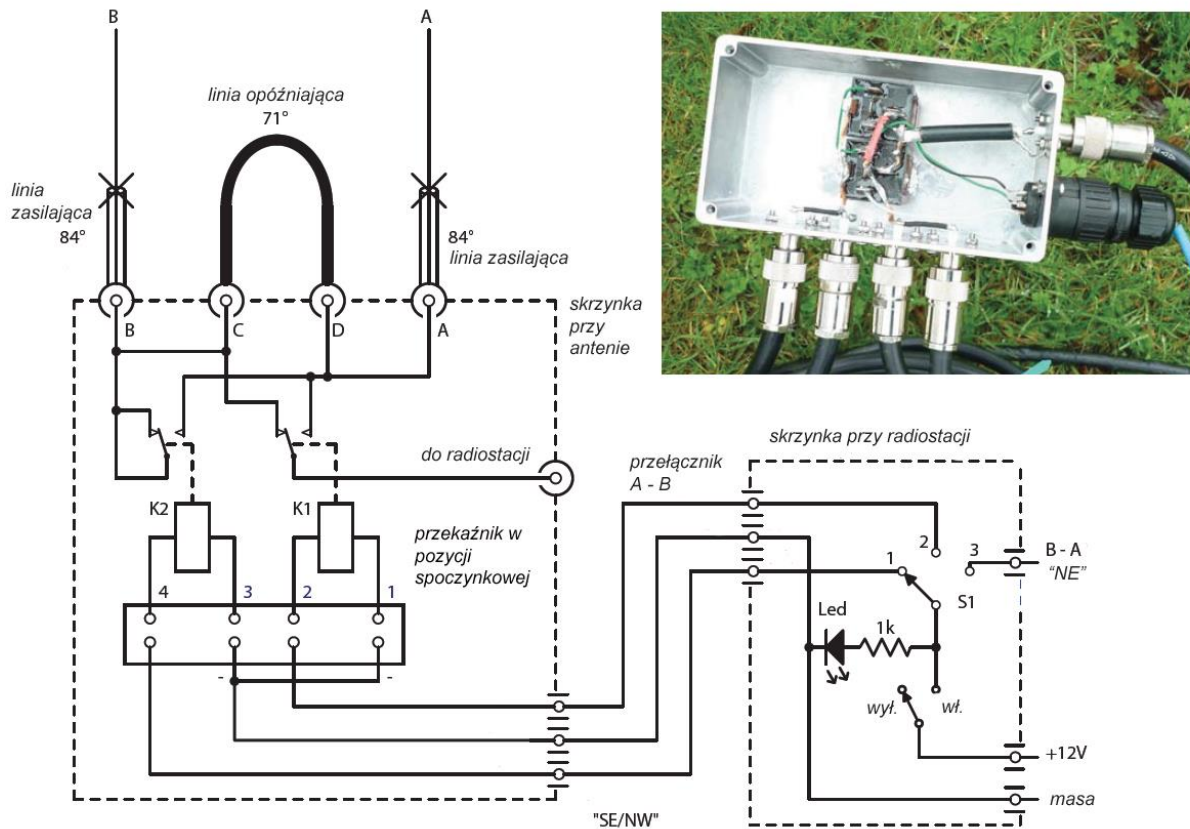 B
A
linia opóźniająca
71°
linia
zasilająca
84°
84°
linia zasilająca
B
C
D
A
skrzynka
przy
antenie
do radiostacji
K2
K1
przekaźnik w
pozycji
spoczynkowej
4
3
2
1
-
-
"SE/NW"
przełącznik
A - B
skrzynka przy radiostacji
2
1
3
B - A
"NE"
S1
Led
1k
wył.
wł.
+12V
masa